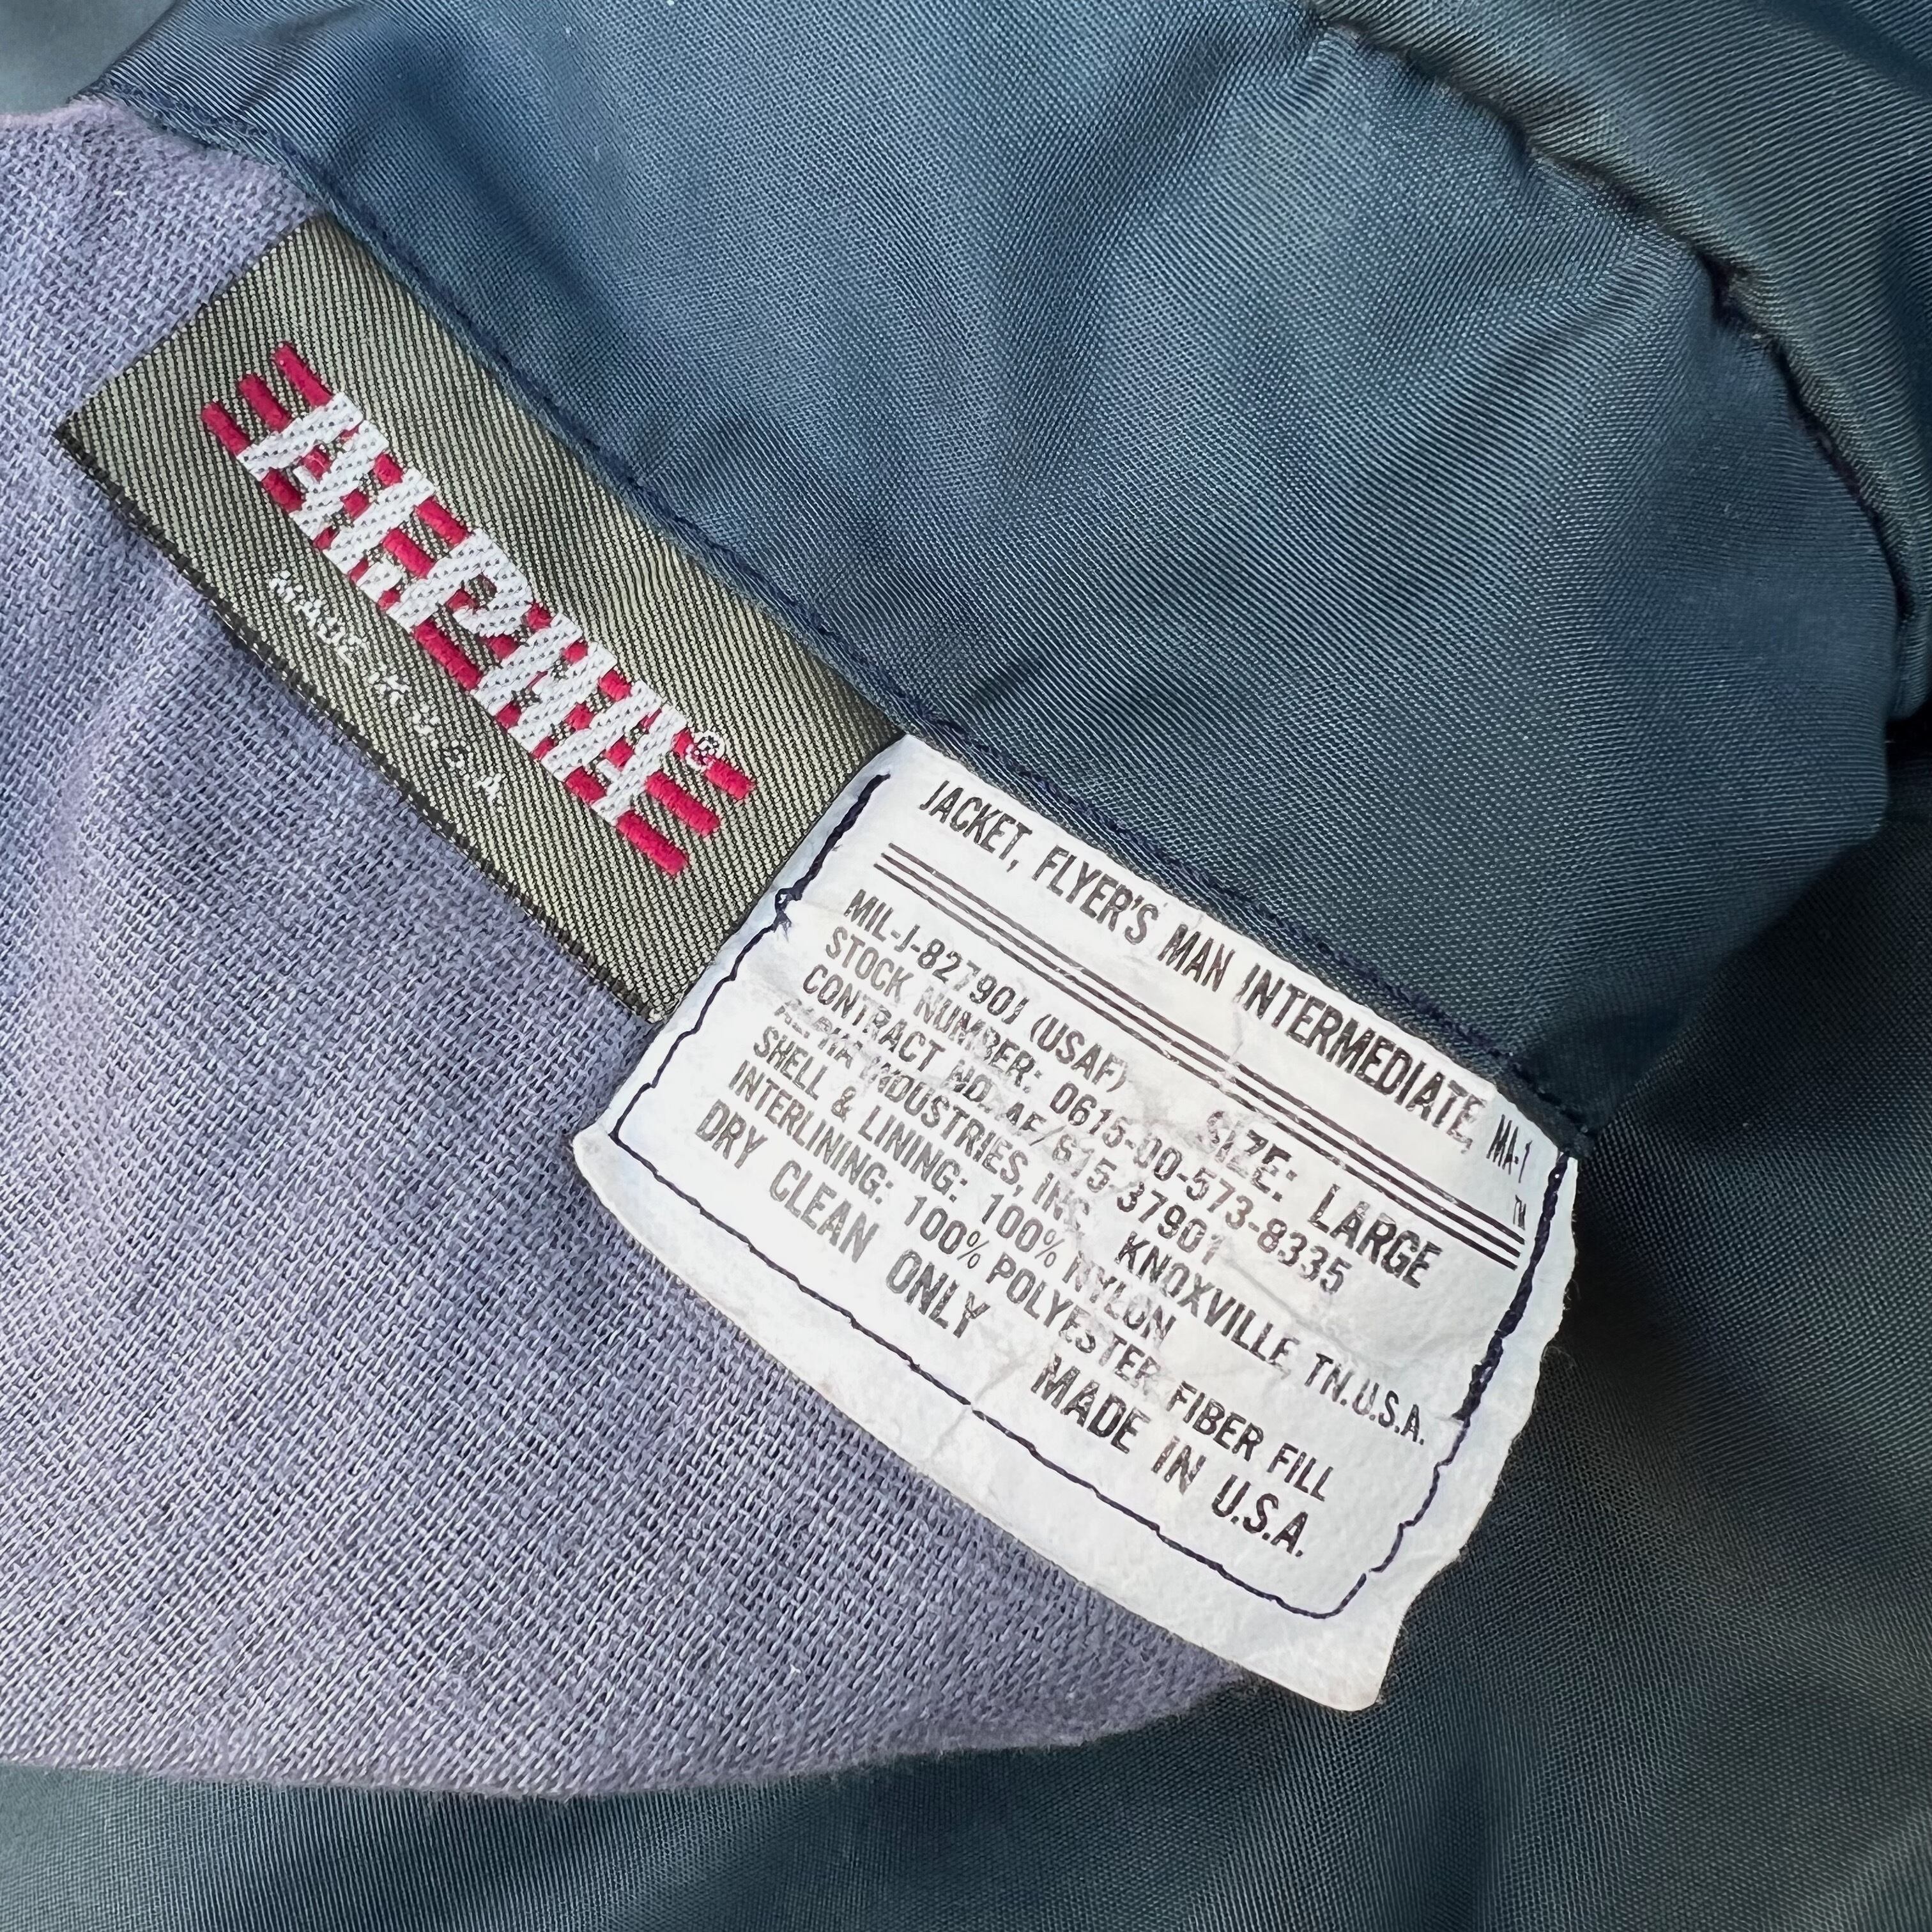 ALPHA®
MADE IN U.S.A.
JACKET, FLYER'S MAN INTERMEDIATE, MA-1
TM
MIL-J-82790J (USAF) SIZE: LARGE
STOCK NUMBER: 0615-00-573-8335
CONTRACT NO. AF/615-37901
ALPHA INDUSTRIES, INC. KNOXVILLE, TN.U.S.A.
SHELL & LINING: 100% NYLON
INTERLINING: 100% POLYESTER FIBER FILL
DRY CLEAN ONLY MADE IN U.S.A.